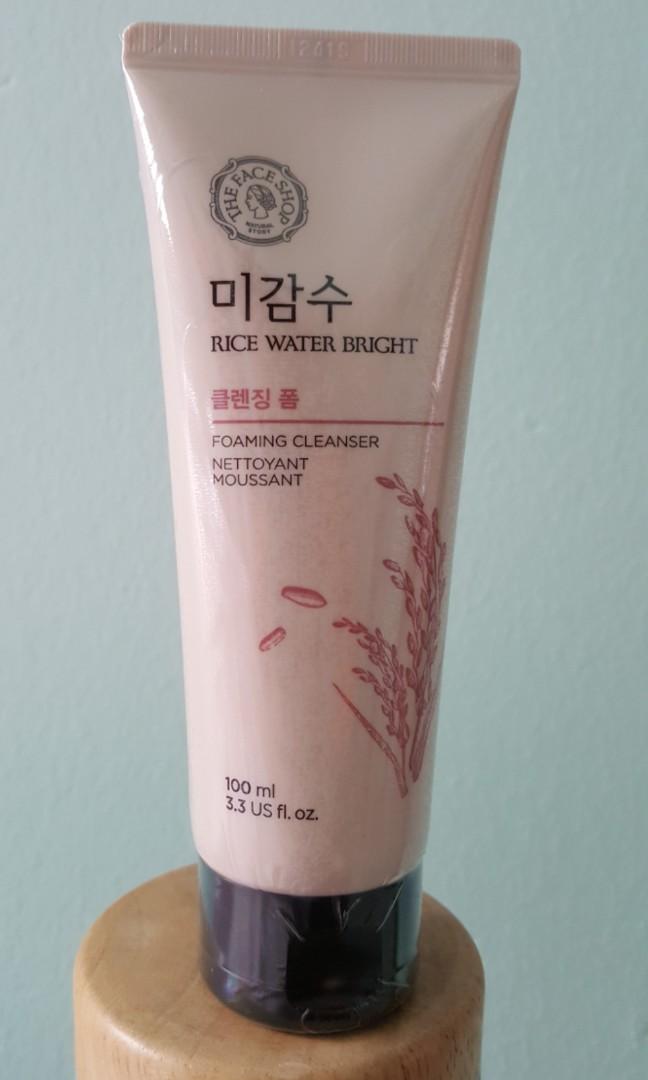 THE FACE SHOP
NATURAL
STORY
미감수
RICE WATER BRIGHT
클렌징 폼
FOAMING CLEANSER
NETTOYANT
MOUSSANT
100 ml
3.3 US fl. oz.